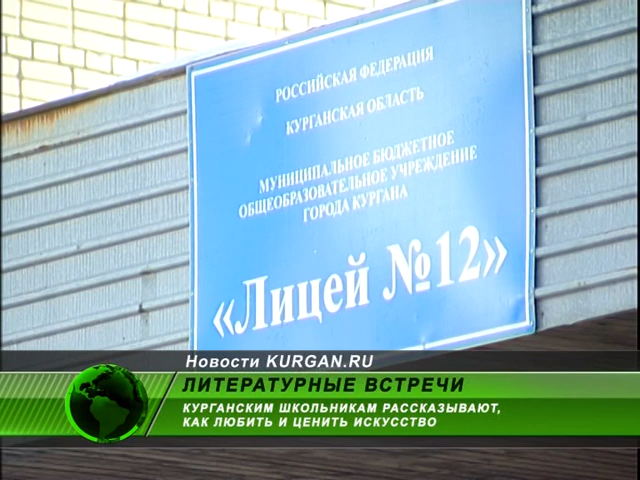 РОССИЙСКАЯ ФЕДЕРАЦИЯ
КУРГАНСКАЯ ОБЛАСТЬ
МУНИЦИПАЛЬНОЕ БЮДЖЕТНОЕ
ОБЩЕОБРАЗОВАТЕЛЬНОЕ УЧРЕЖДЕНИЕ
ГОРОДА КУРГАНА
«Лицей №12»
Новости KURGAN.RU
ЛИТЕРАТУРНЫЕ ВСТРЕЧИ
КУРГАНСКИМ ШКОЛЬНИКАМ РАССКАЗЫВАЮТ,
КАК ЛЮБИТЬ И ЦЕНИТЬ ИСКУССТВО